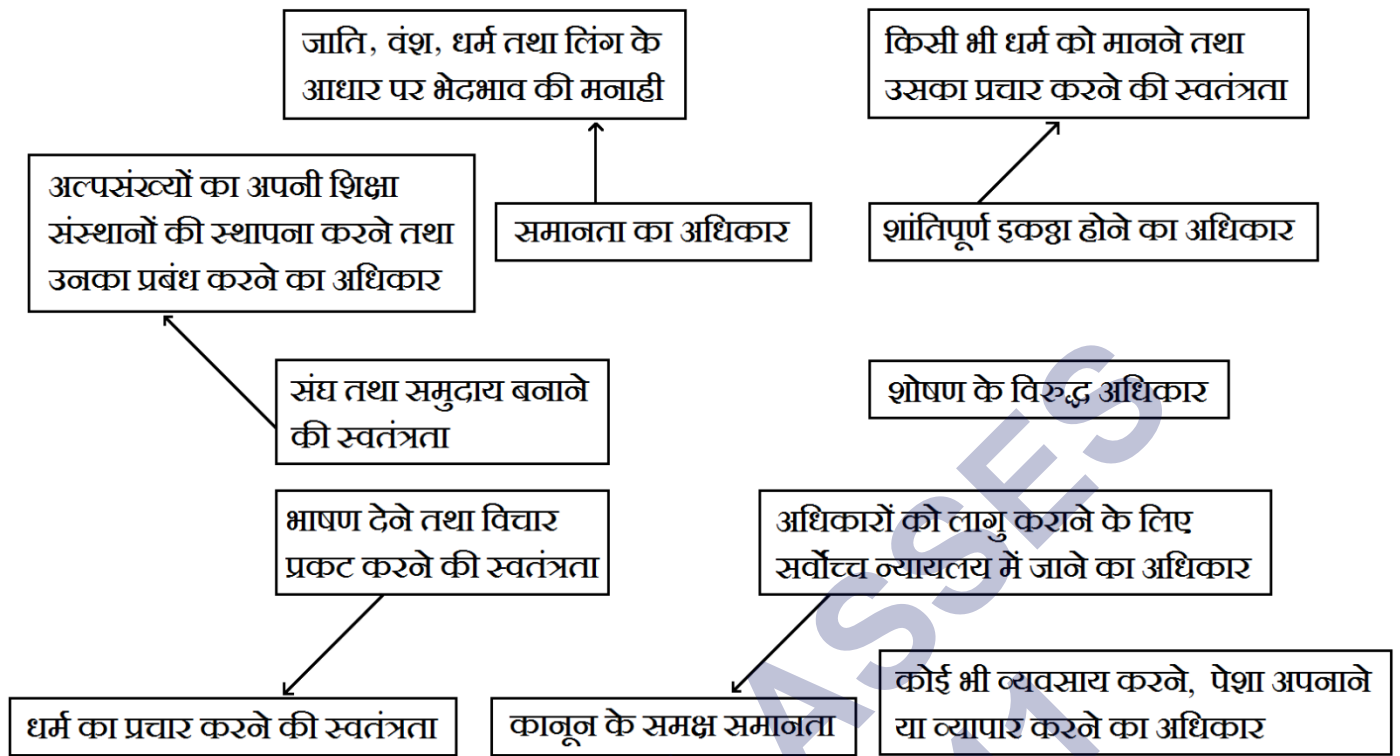 जाति, वंश, धर्म तथा लिंग के
आधार पर भेदभाव की मनाही
किसी भी धर्म को मानने तथा
उसका प्रचार करने की स्वतंत्रता
अल्पसंख्यों का अपनी शिक्षा
संस्थानों की स्थापना करने तथा
उनका प्रबंध करने का अधिकार
समानता का अधिकार
शांतिपूर्ण इकठ्ठा होने का अधिकार
संघ तथा समुदाय बनाने
की स्वतंत्रता
शोषण के विरुद्ध अधिकार
भाषण देने तथा विचार
प्रकट करने की स्वतंत्रता
अधिकारों को लागु कराने के लिए
सर्वोच्च न्यायलय में जाने का अधिकार
धर्म का प्रचार करने की स्वतंत्रता
कानून के समक्ष समानता
कोई भी व्यवसाय करने, पेशा अपनाने
या व्यापार करने का अधिकार
ASSES